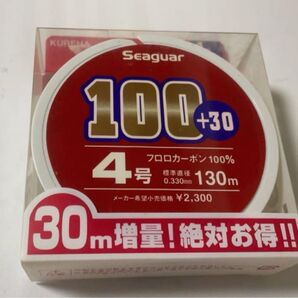 KUREHA
Seaguar
100+30
4号
フロロカーボン100%
標準直径
0.330mm
130m
メーカー希望小売価格 ¥2,300
30m増量!絶対お得!!